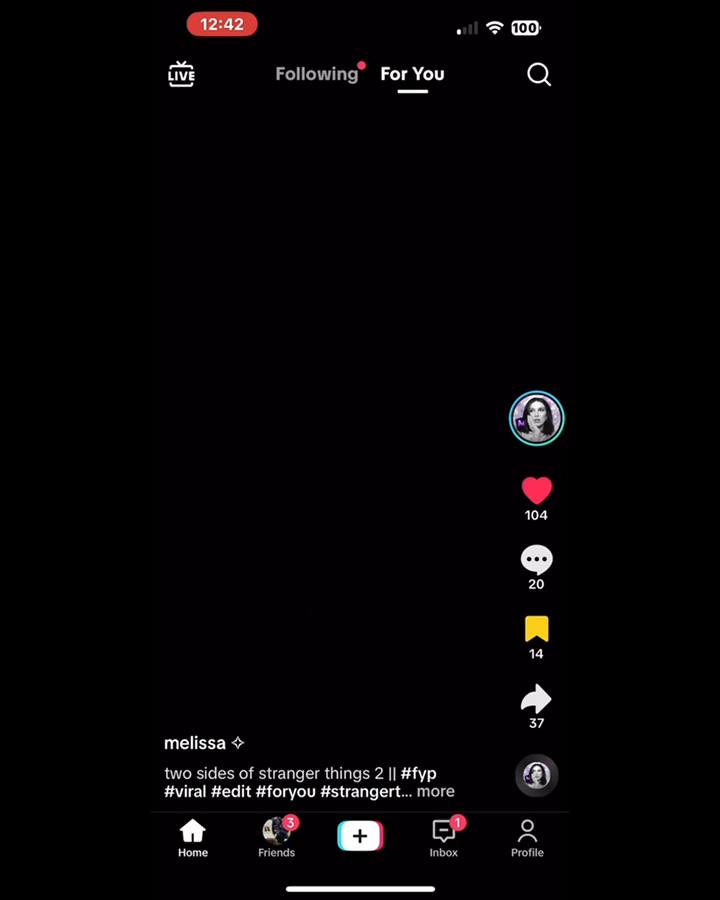 12:42
100
LIVE
Following
For You
104
20
14
37
melissa ✧
two sides of stranger things 2 || #fyp
#viral #edit #foryou #strangert... more
3
1
Home
Friends
Inbox
Profile